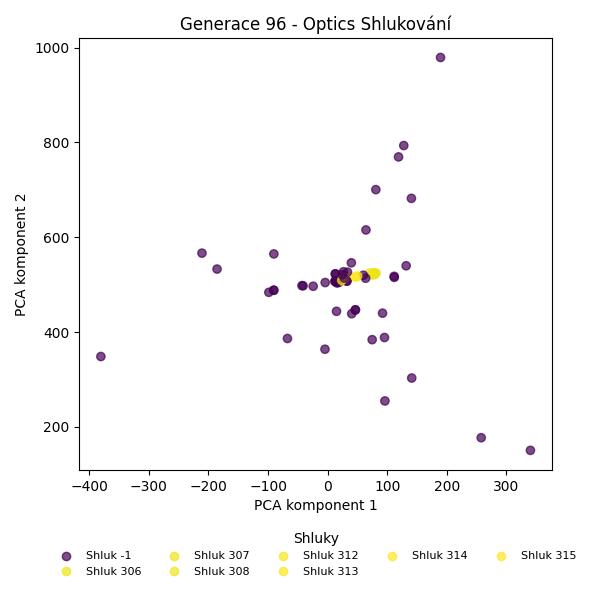 Generace 96 - Optics Shlukování
1000
800
600
400
200
PCA komponent 2
−400 −300 −200 −100 0 100 200 300
PCA komponent 1
Shluky
Shluk -1 Shluk 307 Shluk 312 Shluk 314 Shluk 315
Shluk 306 Shluk 308 Shluk 313